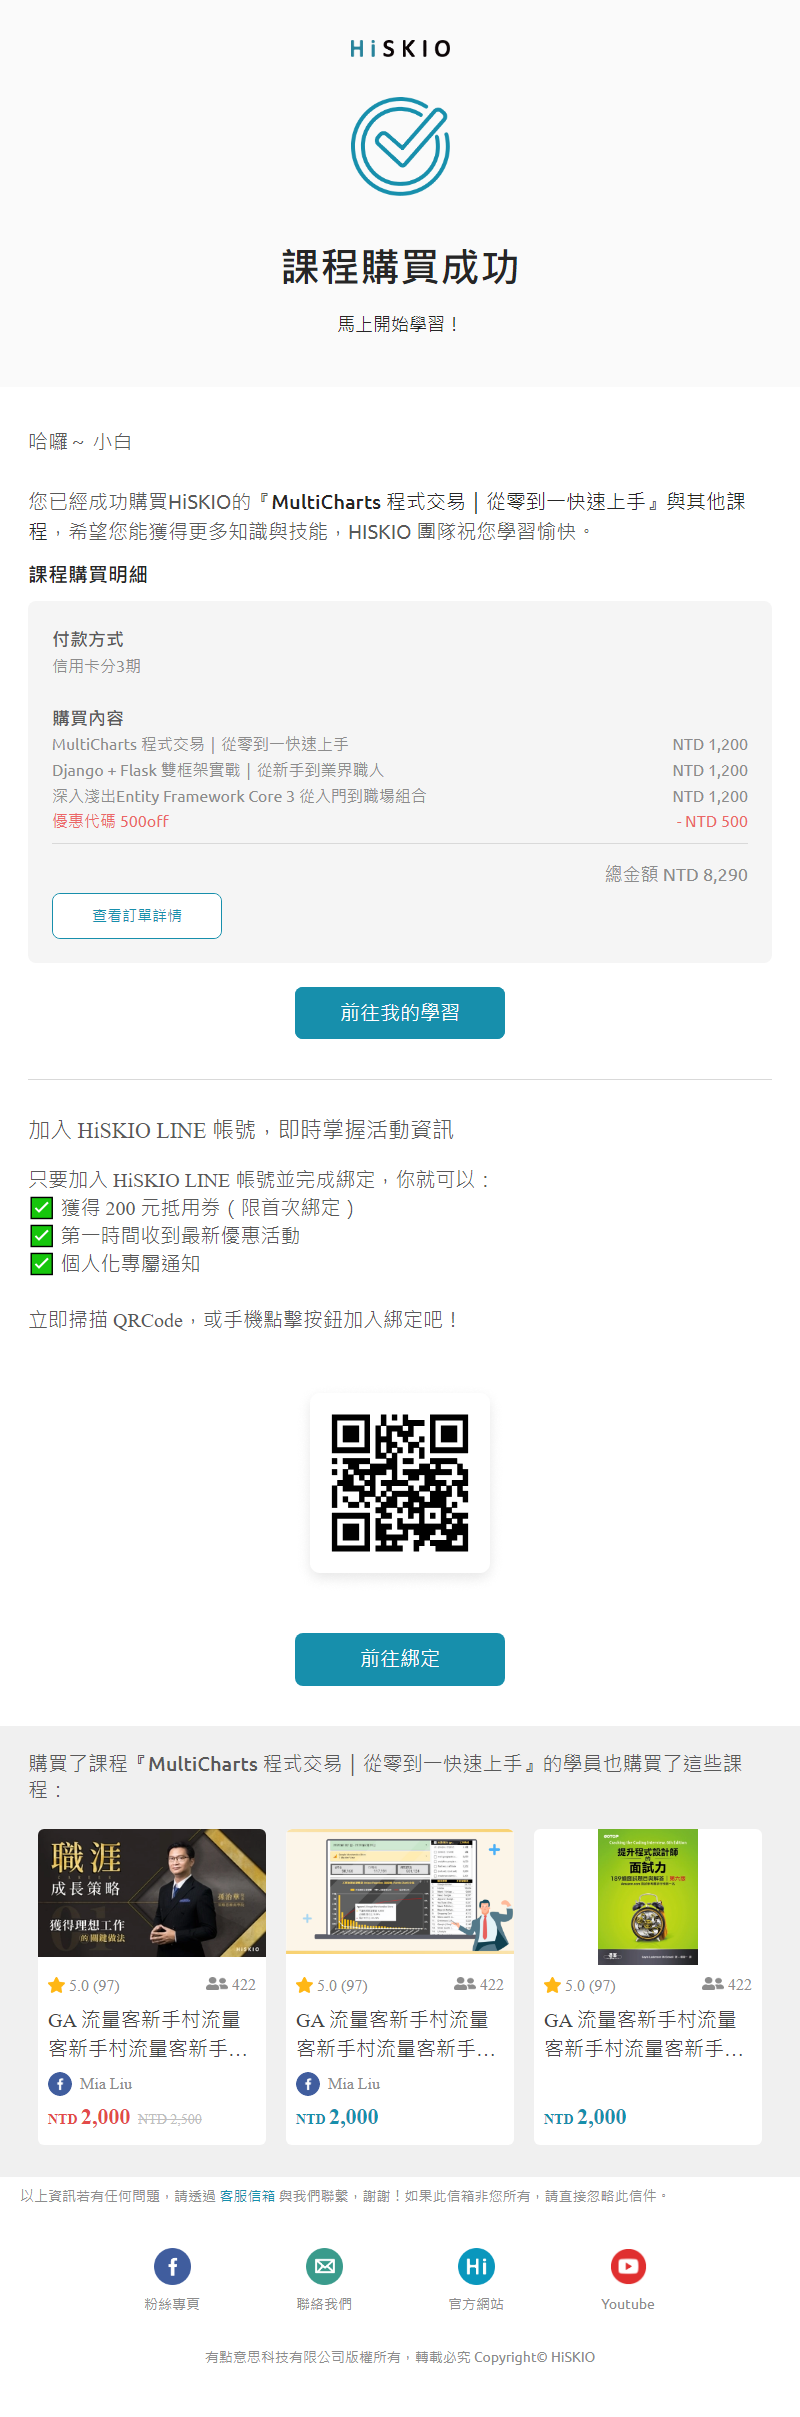 HiSKIO
課程購買成功
馬上開始學習！
哈囉～ 小白
您已經成功購買HiSKIO的『MultiCharts 程式交易｜從零到一快速上手』與其他課
程，希望您能獲得更多知識與技能，HISKIO 團隊祝您學習愉快。
課程購買明細
付款方式
信用卡分3期
購買內容
MultiCharts 程式交易｜從零到一快速上手 NTD 1,200
Django + Flask 雙框架實戰｜從新手到業界職人 NTD 1,200
深入淺出Entity Framework Core 3 從入門到職場組合 NTD 1,200
優惠代碼 500off - NTD 500
總金額 NTD 8,290
查看訂單詳情
前往我的學習
加入 HiSKIO LINE 帳號，即時掌握活動資訊
只要加入 HiSKIO LINE 帳號並完成綁定，你就可以：
✅ 獲得 200 元抵用券（限首次綁定）
✅ 第一時間收到最新優惠活動
✅ 個人化專屬通知
立即掃描 QRCode，或手機點擊按鈕加入綁定吧！
前往綁定
購買了課程『MultiCharts 程式交易｜從零到一快速上手』的學員也購買了這些課
程：
職涯
成長策略
獲得理想工作
的關鍵做法
HiSKIO
提升程式設計師
的
面試力
189個面試題目與解答｜第六版
5.0 (97) 422 5.0 (97) 422 5.0 (97) 422
GA 流量客新手村流量 GA 流量客新手村流量 GA 流量客新手村流量
客新手村流量客新手... 客新手村流量客新手... 客新手村流量客新手...
Mia Liu Mia Liu
NTD 2,000 NTD 2,500 NTD 2,000 NTD 2,000
以上資訊若有任何問題，請透過 客服信箱 與我們聯繫，謝謝！如果此信箱非您所有，請直接忽略此信件。
Hi
粉絲專頁 聯絡我們 官方網站 Youtube
有點意思科技有限公司版權所有，轉載必究 Copyright© HiSKIO